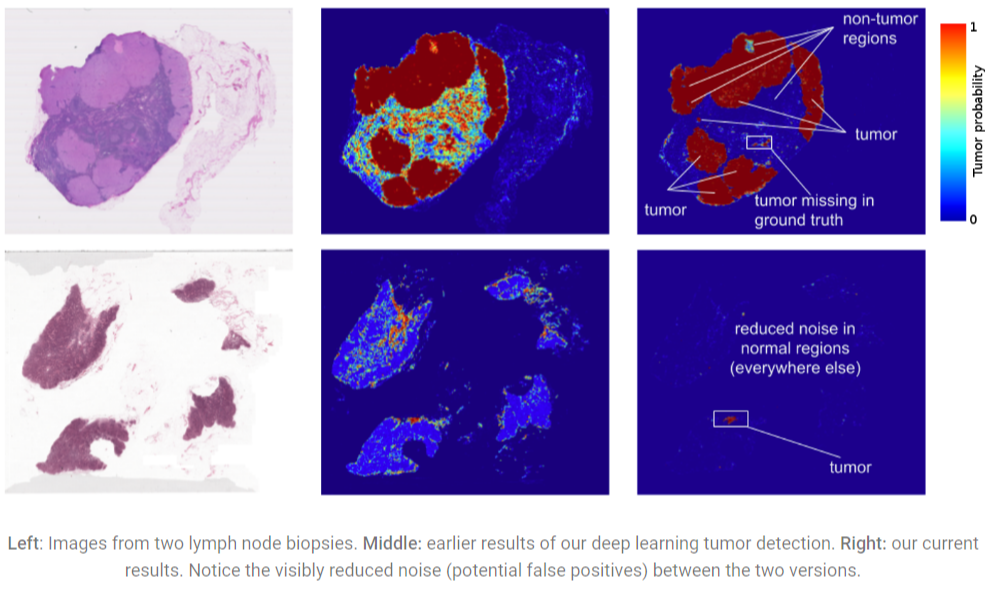 non-tumor
regions
tumor
tumor
tumor missing in
ground truth
1
Tumor probability
0
reduced noise in
normal regions
(everywhere else)
tumor
Left: Images from two lymph node biopsies. Middle: earlier results of our deep learning tumor detection. Right: our current
results. Notice the visibly reduced noise (potential false positives) between the two versions.